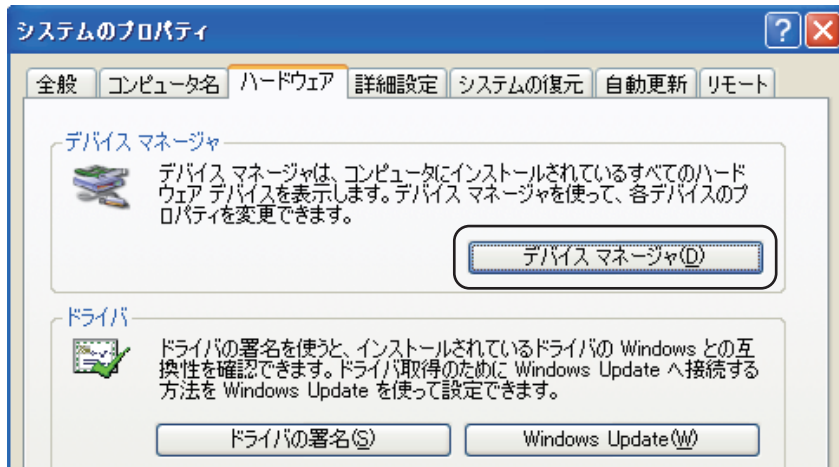 システムのプロパティ
全般 コンピュータ名 ハードウェア 詳細設定 システムの復元 自動更新 リモート
デバイス マネージャ
デバイス マネージャは、コンピュータにインストールされているすべてのハード
ウェア デバイスを表示します。デバイス マネージャを使って、各デバイスのプ
ロパティを変更できます。
デバイス マネージャ(D)
ドライバ
ドライバの署名を使うと、インストールされているドライバの Windows との互
換性を確認できます。ドライバ取得のために Windows Update へ接続する
方法を Windows Update を使って設定できます。
ドライバの署名(S) Windows Update(W)